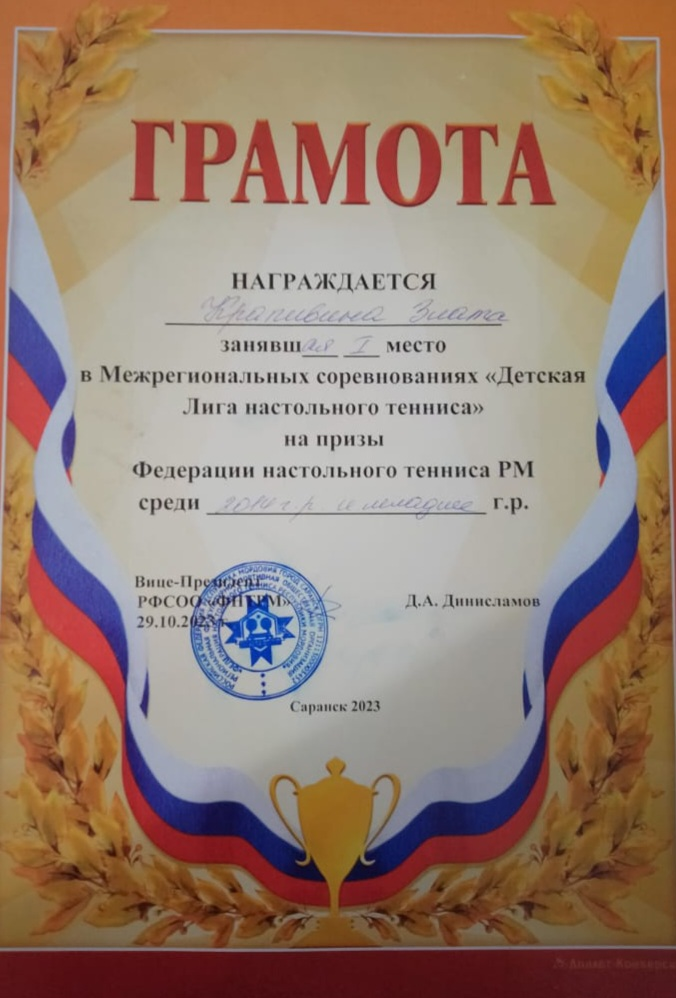 ГРАМОТА
НАГРАЖДАЕТСЯ
Крапивина Злата
занявшая I место
в Межрегиональных соревнованиях «Детская
Лига настольного тенниса»
на призы
Федерации настольного тенниса РМ
среди 2014 г.р. и младшее г.р.
Вице-Президент
РФСОО «ФНТРМ» Д.А. Динисламов
29.10.2023 г.
Саранск 2023